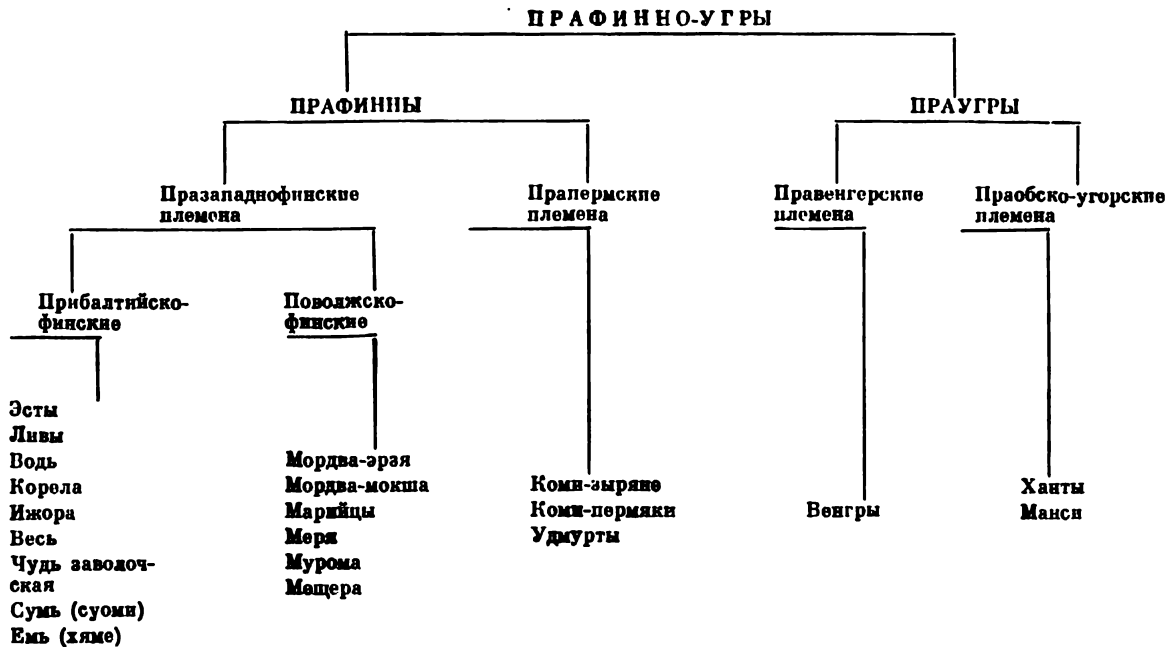 ПРАФИННО-УГРЫ
ПРАФИННЫ
ПРАУГРЫ
Празападнофинские
племена
Прапермские
племена
Правенгерские
племена
Праобско-угорские
племена
Прибалтийско-
финские
Поволжско-
финские
Эсты
Ливы
Водь
Корела
Ижора
Весь
Чудь заволоч-
ская
Сумь (суоми)
Емь (хяме)
Мордва-эрзя
Мордва-мокша
Марийцы
Меря
Мурома
Мещера
Коми-зыряне
Коми-пермяки
Удмурты
Венгры
Ханты
Манси